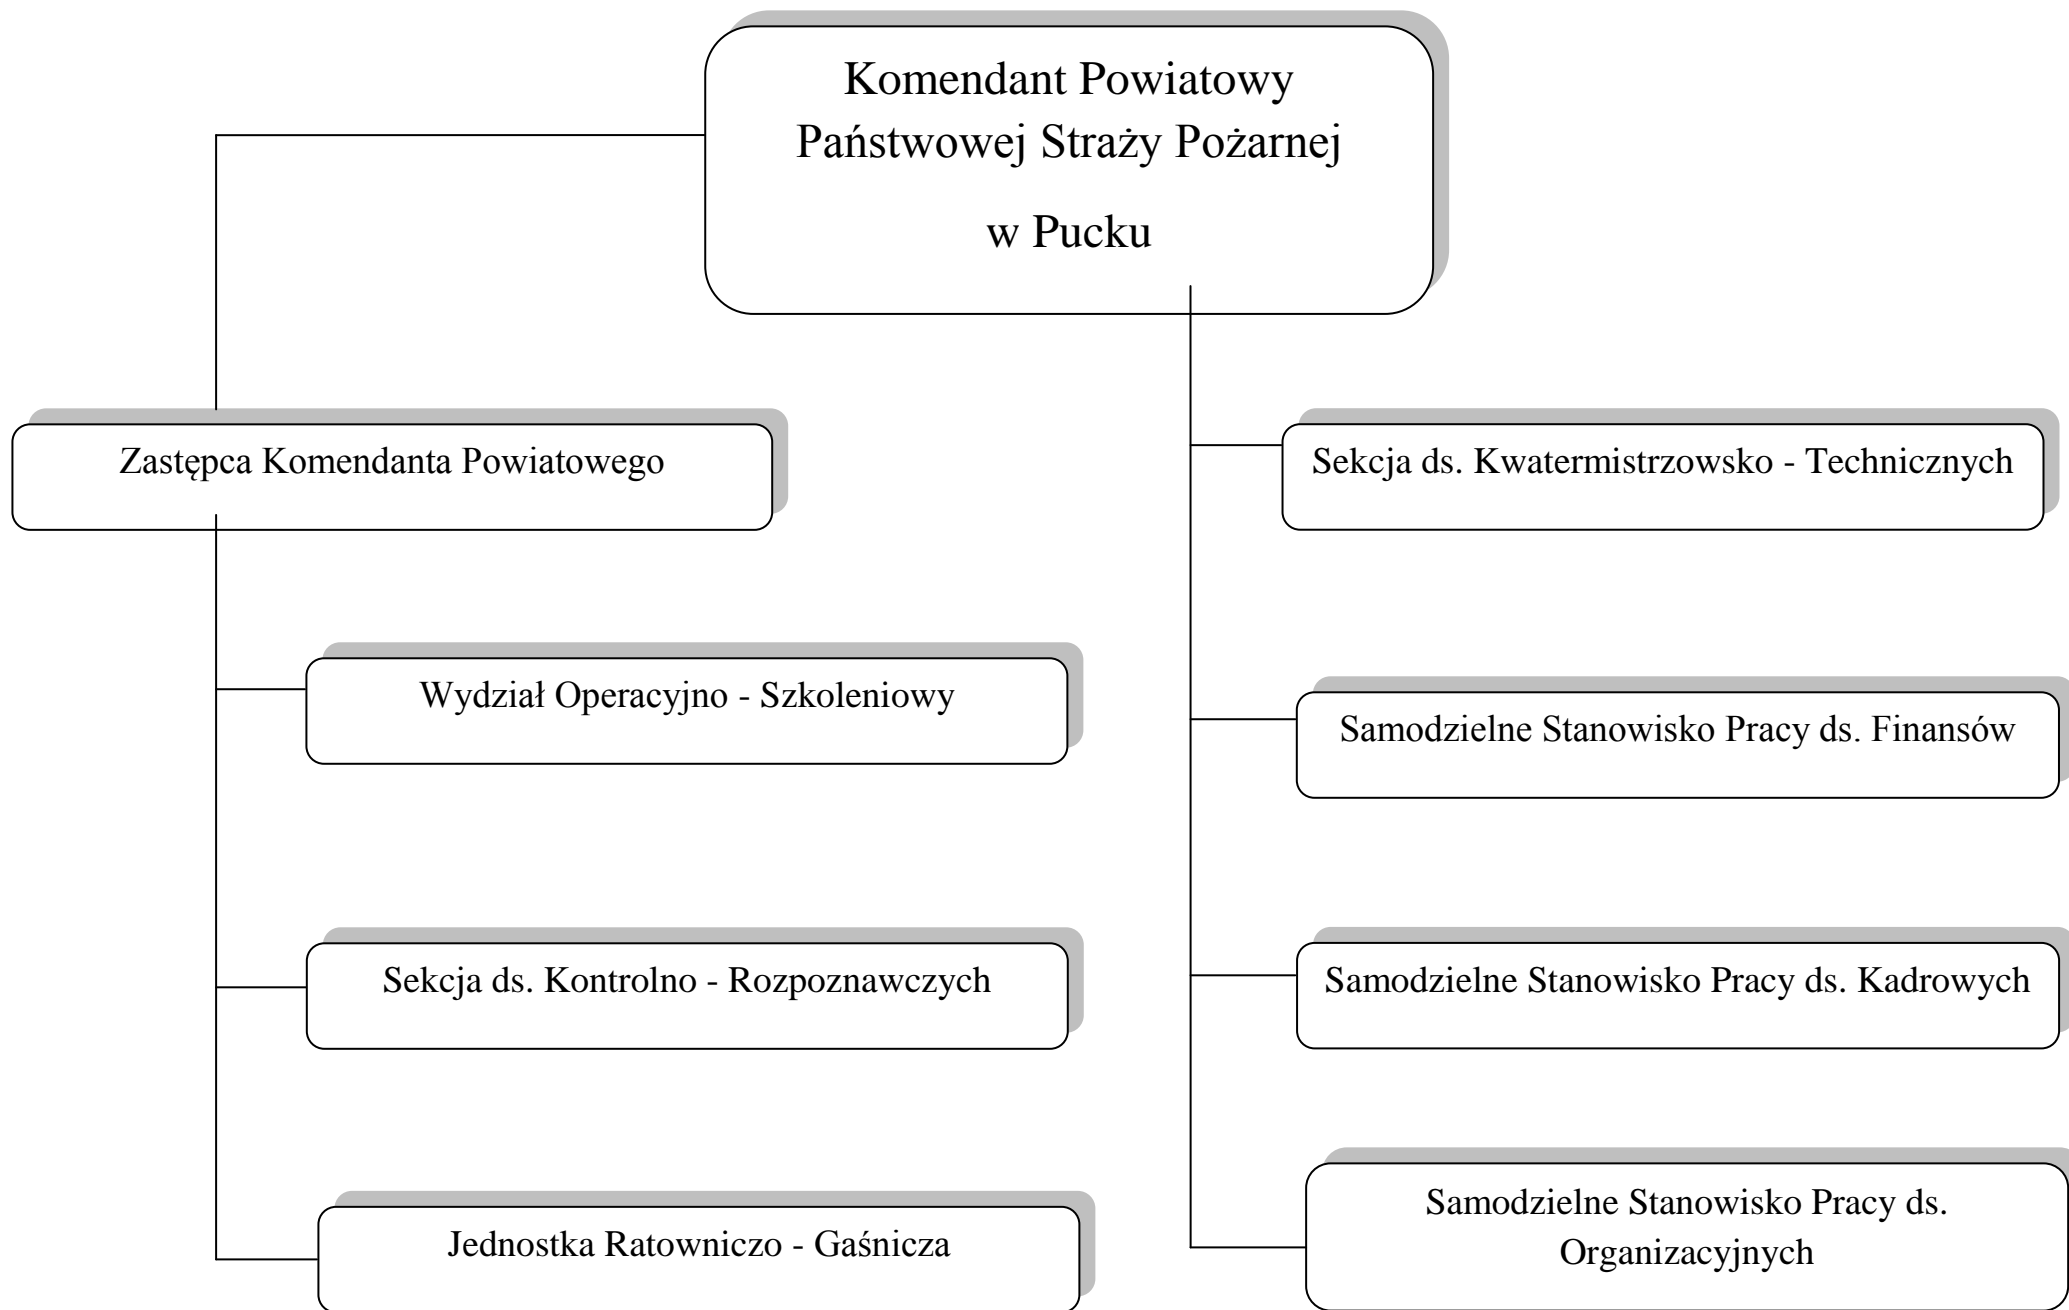 Komendant Powiatowy
Państwowej Straży Pożarnej
w Pucku
Zastępca Komendanta Powiatowego
Sekcja ds. Kwatermistrzowsko - Technicznych
Wydział Operacyjno - Szkoleniowy
Samodzielne Stanowisko Pracy ds. Finansów
Sekcja ds. Kontrolno - Rozpoznawczych
Samodzielne Stanowisko Pracy ds. Kadrowych
Jednostka Ratowniczo - Gaśnicza
Samodzielne Stanowisko Pracy ds.
Organizacyjnych